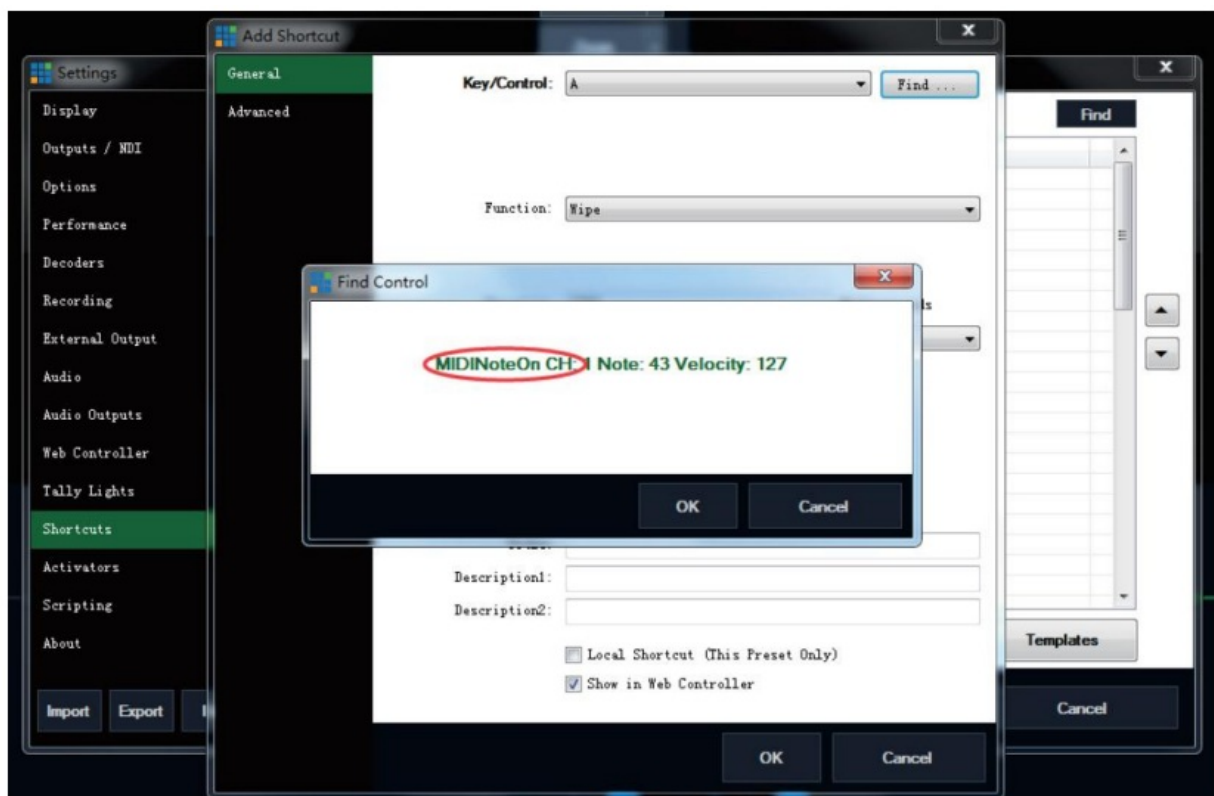 Add Shortcut
Settings
General
Advanced
Key/Control:
A
Find ...
Display
Outputs / NDI
Options
Performance
Decoders
Recording
External Output
Audio
Audio Outputs
Web Controller
Tally Lights
Shortcuts
Activators
Scripting
About
Import
Export
Function:
Wipe
Find
Find Control
MIDINoteOn CH: 1 Note: 43 Velocity: 127
OK
Cancel
Description1:
Description2:
Local Shortcut (This Preset Only)
Show in Web Controller
OK
Cancel
Templates
Cancel